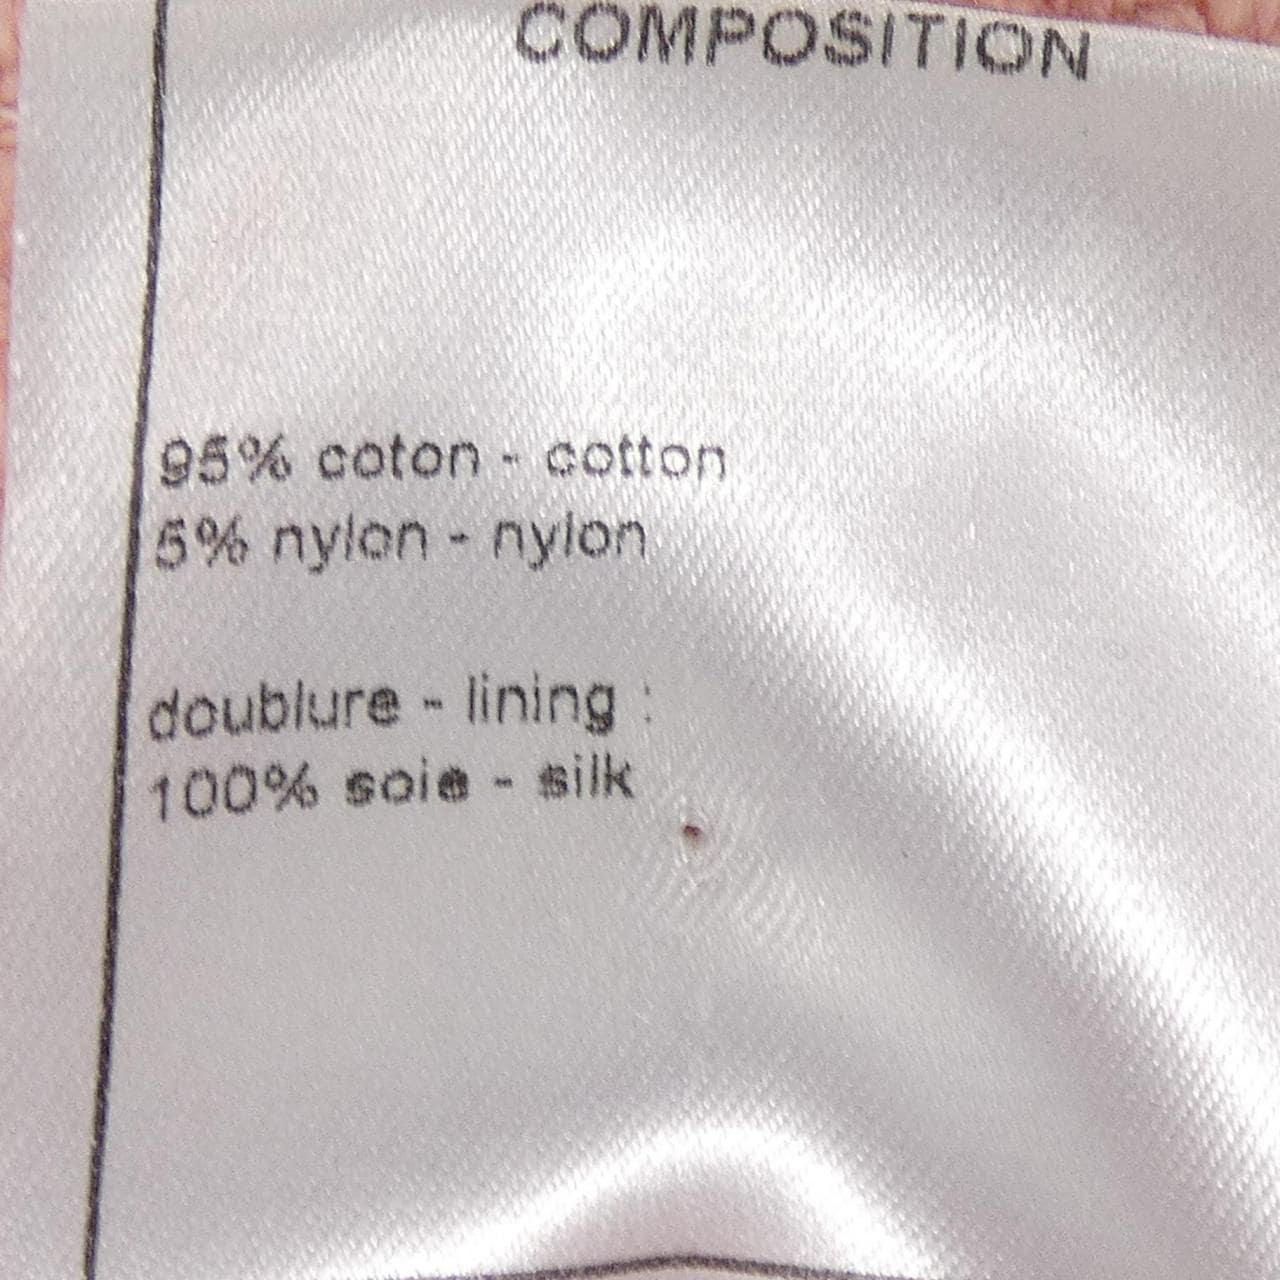 COMPOSITION
95% coton - cotton
5% nylon - nylon
doublure - lining :
100% soie - silk